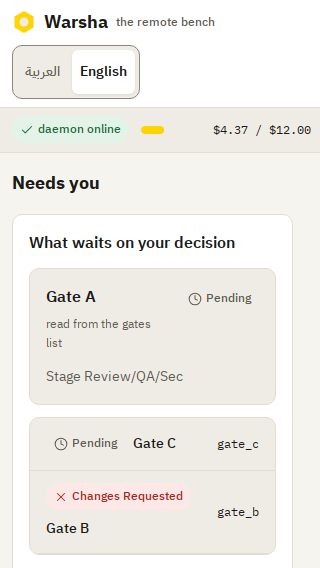 Warsha the remote bench
العربية English
daemon online $4.37 / $12.00
Needs you
What waits on your decision
Gate A Pending
read from the gates
list
Stage Review/QA/Sec
Pending Gate C gate_c
Changes Requested
gate_b
Gate B